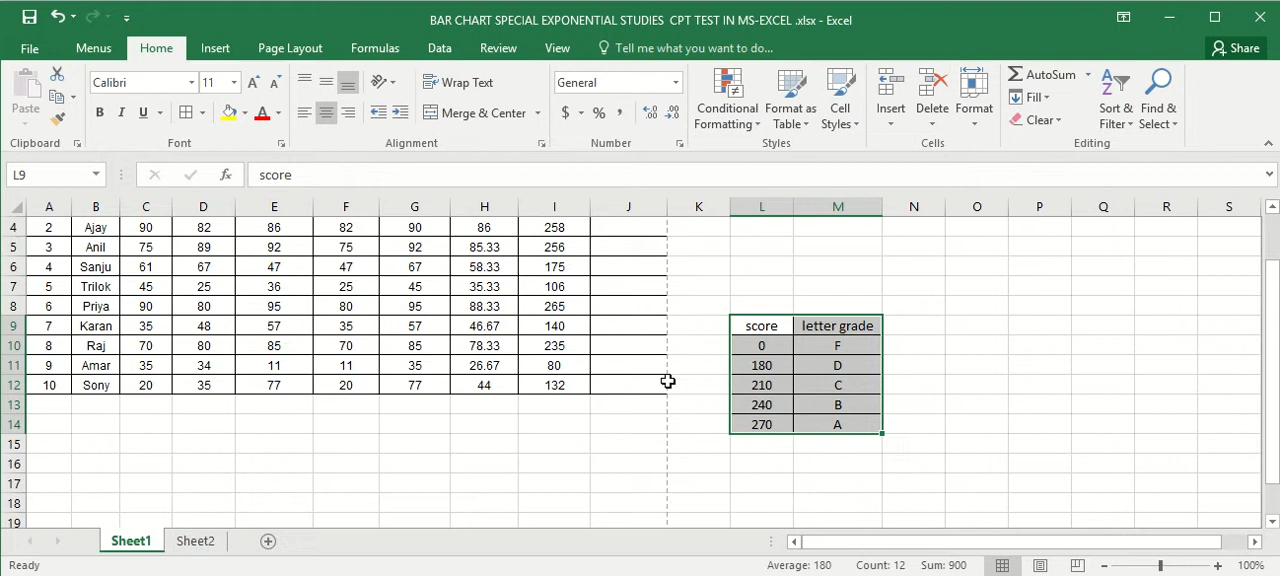 BAR CHART SPECIAL EXPONENTIAL STUDIES CPT TEST IN MS-EXCEL .xlsx - Excel
File Menus Home Insert Page Layout Formulas Data Review View Tell me what you want to do... Share
Paste Calibri 11 Wrap Text General Conditional Formatting Format as Table Cell Styles Insert Delete Format AutoSum Sort & Filter Find & Select
B I U A Merge & Center $ % , Fill
Clear
Clipboard Font Alignment Number Styles Cells Editing
L9 fx score
A B C D E F G H I J K L M N O P Q R S
4 2 Ajay 90 82 86 82 90 86 258
5 3 Anil 75 89 92 75 92 85.33 256
6 4 Sanju 61 67 47 47 67 58.33 175
7 5 Trilok 45 25 36 25 45 35.33 106
8 6 Priya 90 80 95 80 95 88.33 265
9 7 Karan 35 48 57 35 57 46.67 140 score letter grade
10 8 Raj 70 80 85 70 85 78.33 235 0 F
11 9 Amar 35 34 11 11 35 26.67 80 180 D
12 10 Sony 20 35 77 20 77 44 132 210 C
13 240 B
14 270 A
15
16
17
18
19
Sheet1 Sheet2
Ready Average: 180 Count: 12 Sum: 900 100%